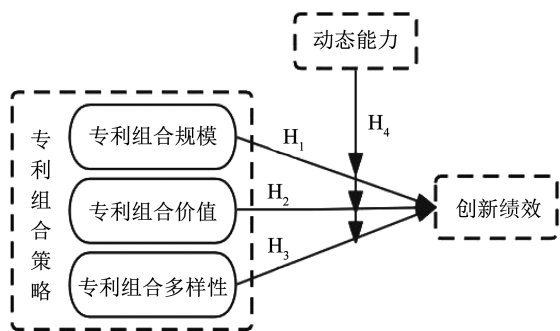 动态能力
专利组合策略
专利组合规模
专利组合价值
专利组合多样性
H1
H2
H3
H4
创新绩效